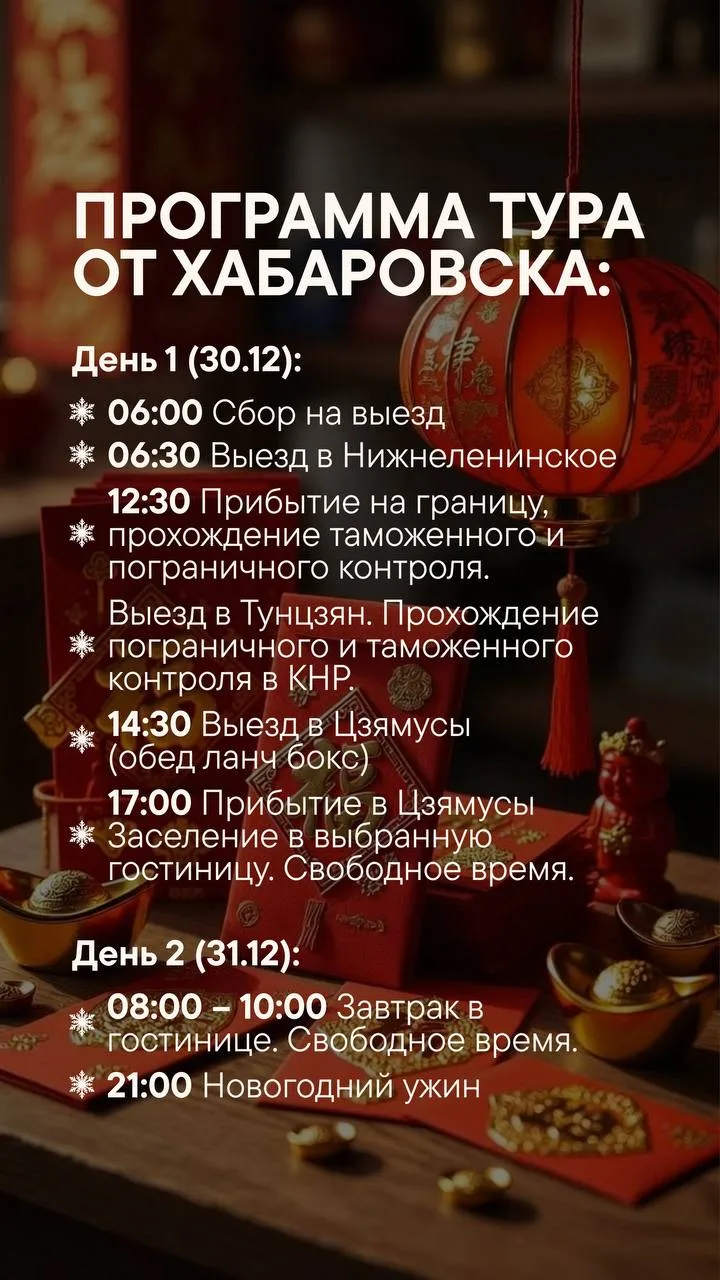 ПРОГРАММА ТУРА
ОТ ХАБАРОВСКА:
День 1 (30.12):
06:00 Сбор на выезд
06:30 Выезд в Нижнеленинское
12:30 Прибытие на границу,
прохождение таможенного и
пограничного контроля.
Выезд в Тунцзян. Прохождение
пограничного и таможенного
контроля в КНР.
14:30 Выезд в Цзямусы
(обед ланч бокс)
17:00 Прибытие в Цзямусы
Заселение в выбранную
гостиницу. Свободное время.
День 2 (31.12):
08:00 – 10:00 Завтрак в
гостинице. Свободное время.
21:00 Новогодний ужин